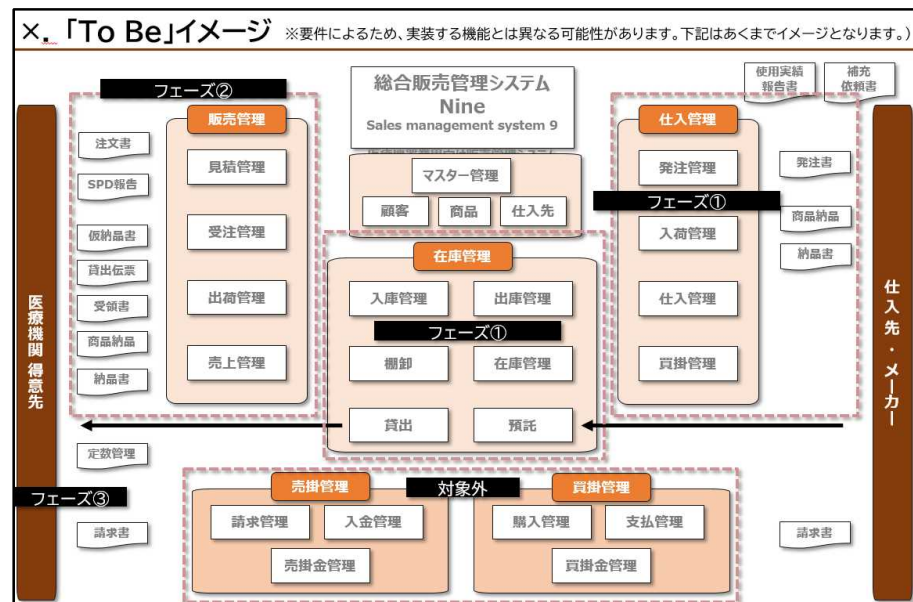 ×.「To Be」イメージ ※要件によるため、実装する機能とは異なる可能性があります。下記はあくまでイメージとなります。)
フェーズ②
総合販売管理システム
Nine
Sales management system 9
使用実績
報告書
補充
依頼書
医療機関 得意先
注文書
SPD報告
仮納品書
貸出伝票
受領書
商品納品
納品書
定数管理
フェーズ③
請求書
販売管理
見積管理
受注管理
出荷管理
売上管理
マスター管理
顧客
商品
仕入先
在庫管理
入庫管理
出庫管理
フェーズ①
棚卸
在庫管理
貸出
預託
仕入管理
発注管理
フェーズ①
入荷管理
仕入管理
買掛管理
発注書
商品納品
納品書
請求書
仕入先・メーカー
売掛管理
対象外
買掛管理
請求管理
入金管理
売掛金管理
購入管理
支払管理
買掛金管理